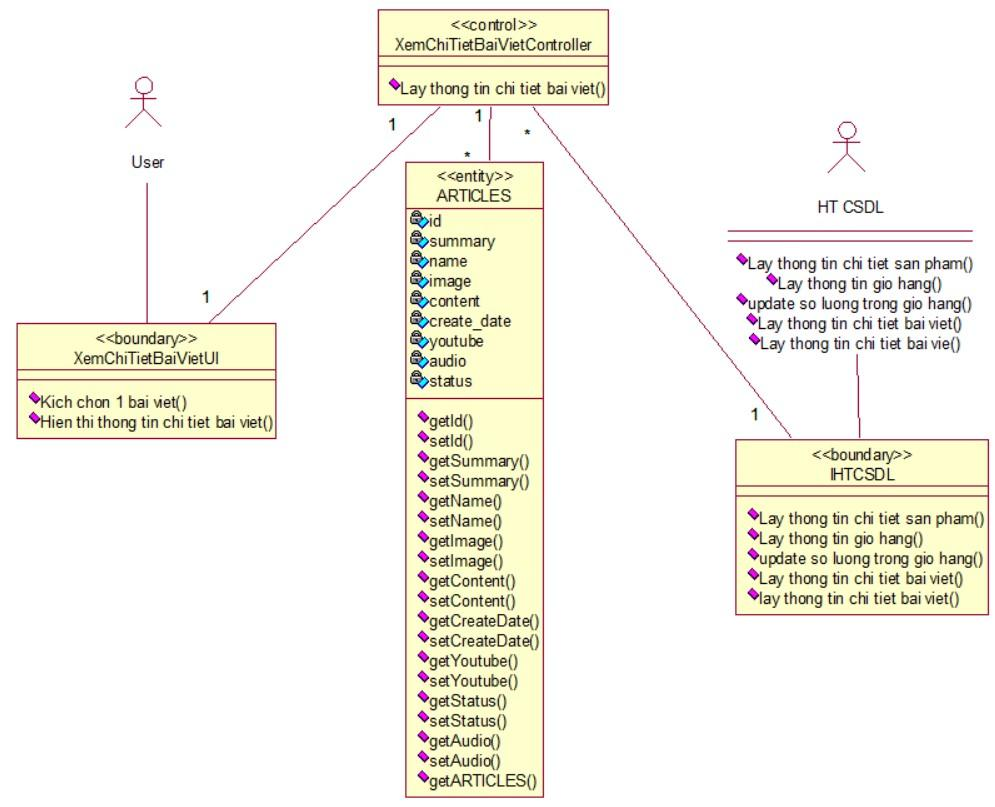 <<control>>
XemChiTietBaiVietController
Lay thong tin chi tiet bai viet()
1
1
*
*
1
1
User
<<boundary>>
XemChiTietBaiVietUI
Kich chon 1 bai viet()
Hien thi thong tin chi tiet bai viet()
<<entity>>
ARTICLES
id
summary
name
image
content
create_date
youtube
audio
status
getId()
setId()
getSummary()
setSummary()
getName()
setName()
getImage()
setImage()
getContent()
setContent()
getCreateDate()
setCreateDate()
getYoutube()
setYoutube()
getStatus()
setStatus()
getAudio()
setAudio()
getARTICLES()
HT CSDL
Lay thong tin chi tiet san pham()
Lay thong tin gio hang()
update so luong trong gio hang()
Lay thong tin chi tiet bai viet()
Lay thong tin chi tiet bai vie()
<<boundary>>
IHTCSDL
Lay thong tin chi tiet san pham()
Lay thong tin gio hang()
update so luong trong gio hang()
Lay thong tin chi tiet bai viet()
lay thong tin chi tiet bai viet()